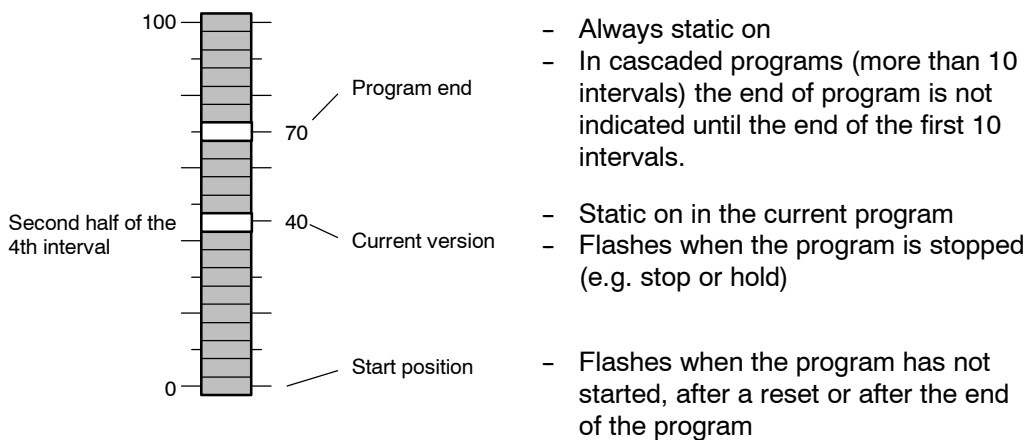 100
Program end
70
Second half of the
4th interval
40
Current version
Start position
0
– Always static on
– In cascaded programs (more than 10
intervals) the end of program is not
indicated until the end of the first 10
intervals.
– Static on in the current program
– Flashes when the program is stopped
(e.g. stop or hold)
– Flashes when the program has not
started, after a reset or after the end
of the program